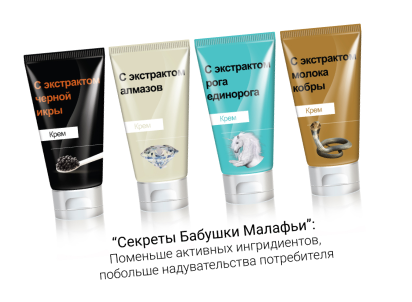 С экстрактом
черной
икры
Крем
С экстрактом
алмазов
Крем
С экстрактом
рога
единорога
Крем
С экстрактом
молока
кобры
Крем
“Секреты Бабушки Малафьи”:
Поменьше активных ингридиентов,
побольше надувательства потребителя